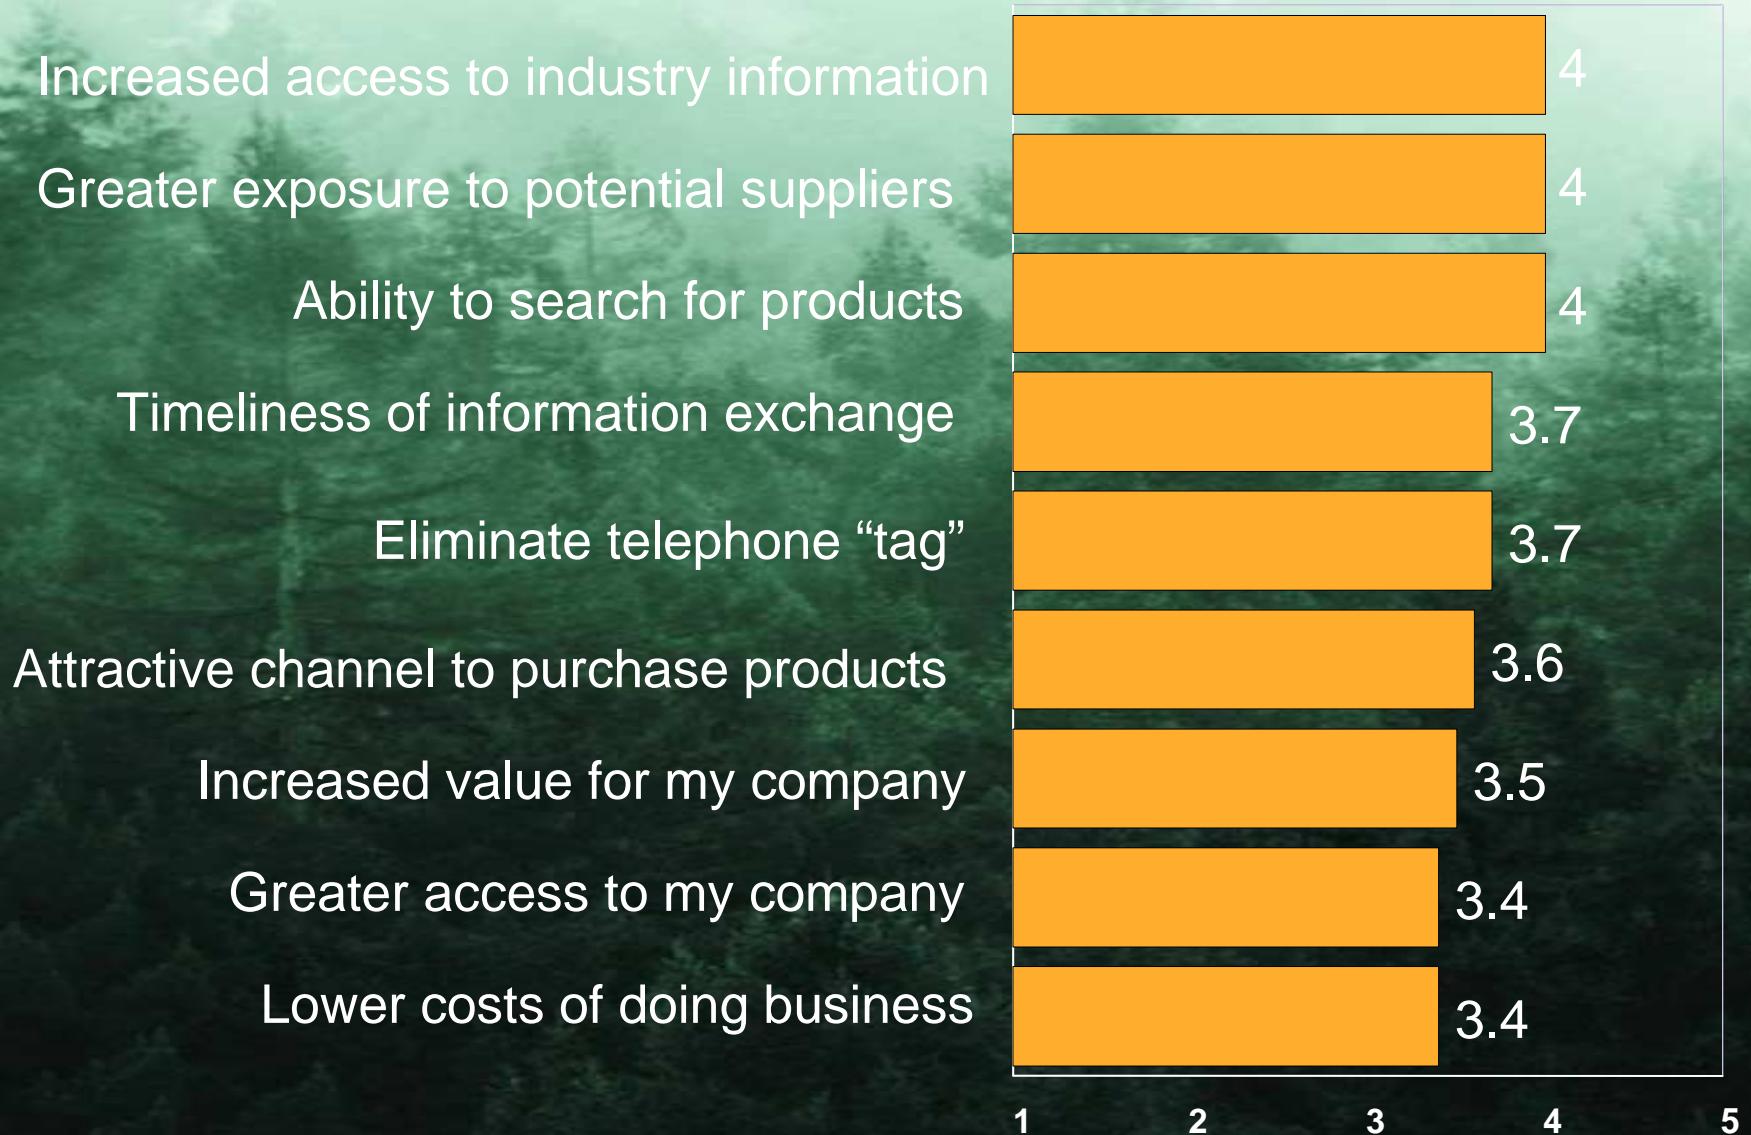 Increased access to industry information 4
Greater exposure to potential suppliers 4
Ability to search for products 4
Timeliness of information exchange 3.7
Eliminate telephone “tag” 3.7
Attractive channel to purchase products 3.6
Increased value for my company 3.5
Greater access to my company 3.4
Lower costs of doing business 3.4
1 2 3 4 5